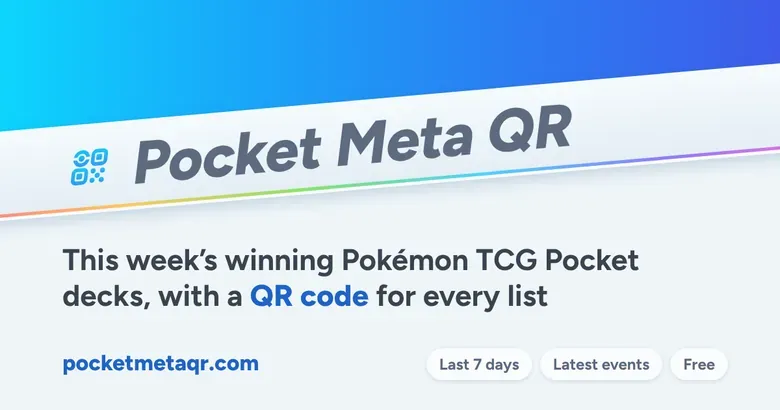 Pocket Meta QR
This week’s winning Pokémon TCG Pocket
decks, with a QR code for every list
pocketmetaqr.com
Last 7 days
Latest events
Free